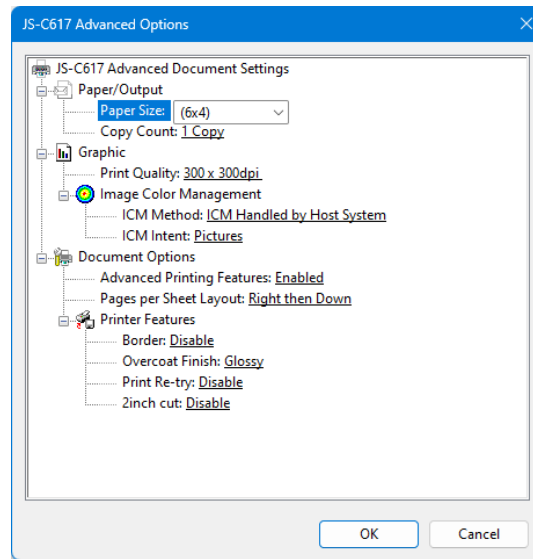 JS-C617 Advanced Options
JS-C617 Advanced Document Settings
Paper/Output
Paper Size: (6x4)
Copy Count: 1 Copy
Graphic
Print Quality: 300 x 300dpi
Image Color Management
ICM Method: ICM Handled by Host System
ICM Intent: Pictures
Document Options
Advanced Printing Features: Enabled
Pages per Sheet Layout: Right then Down
Printer Features
Border: Disable
Overcoat Finish: Glossy
Print Re-try: Disable
2inch cut: Disable
OK Cancel